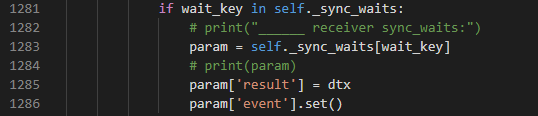 1281 if wait_key in self._sync_waits:
1282 # print("______ receiver sync_waits:")
1283 param = self._sync_waits[wait_key]
1284 # print(param)
1285 param['result'] = dtx
1286 param['event'].set()